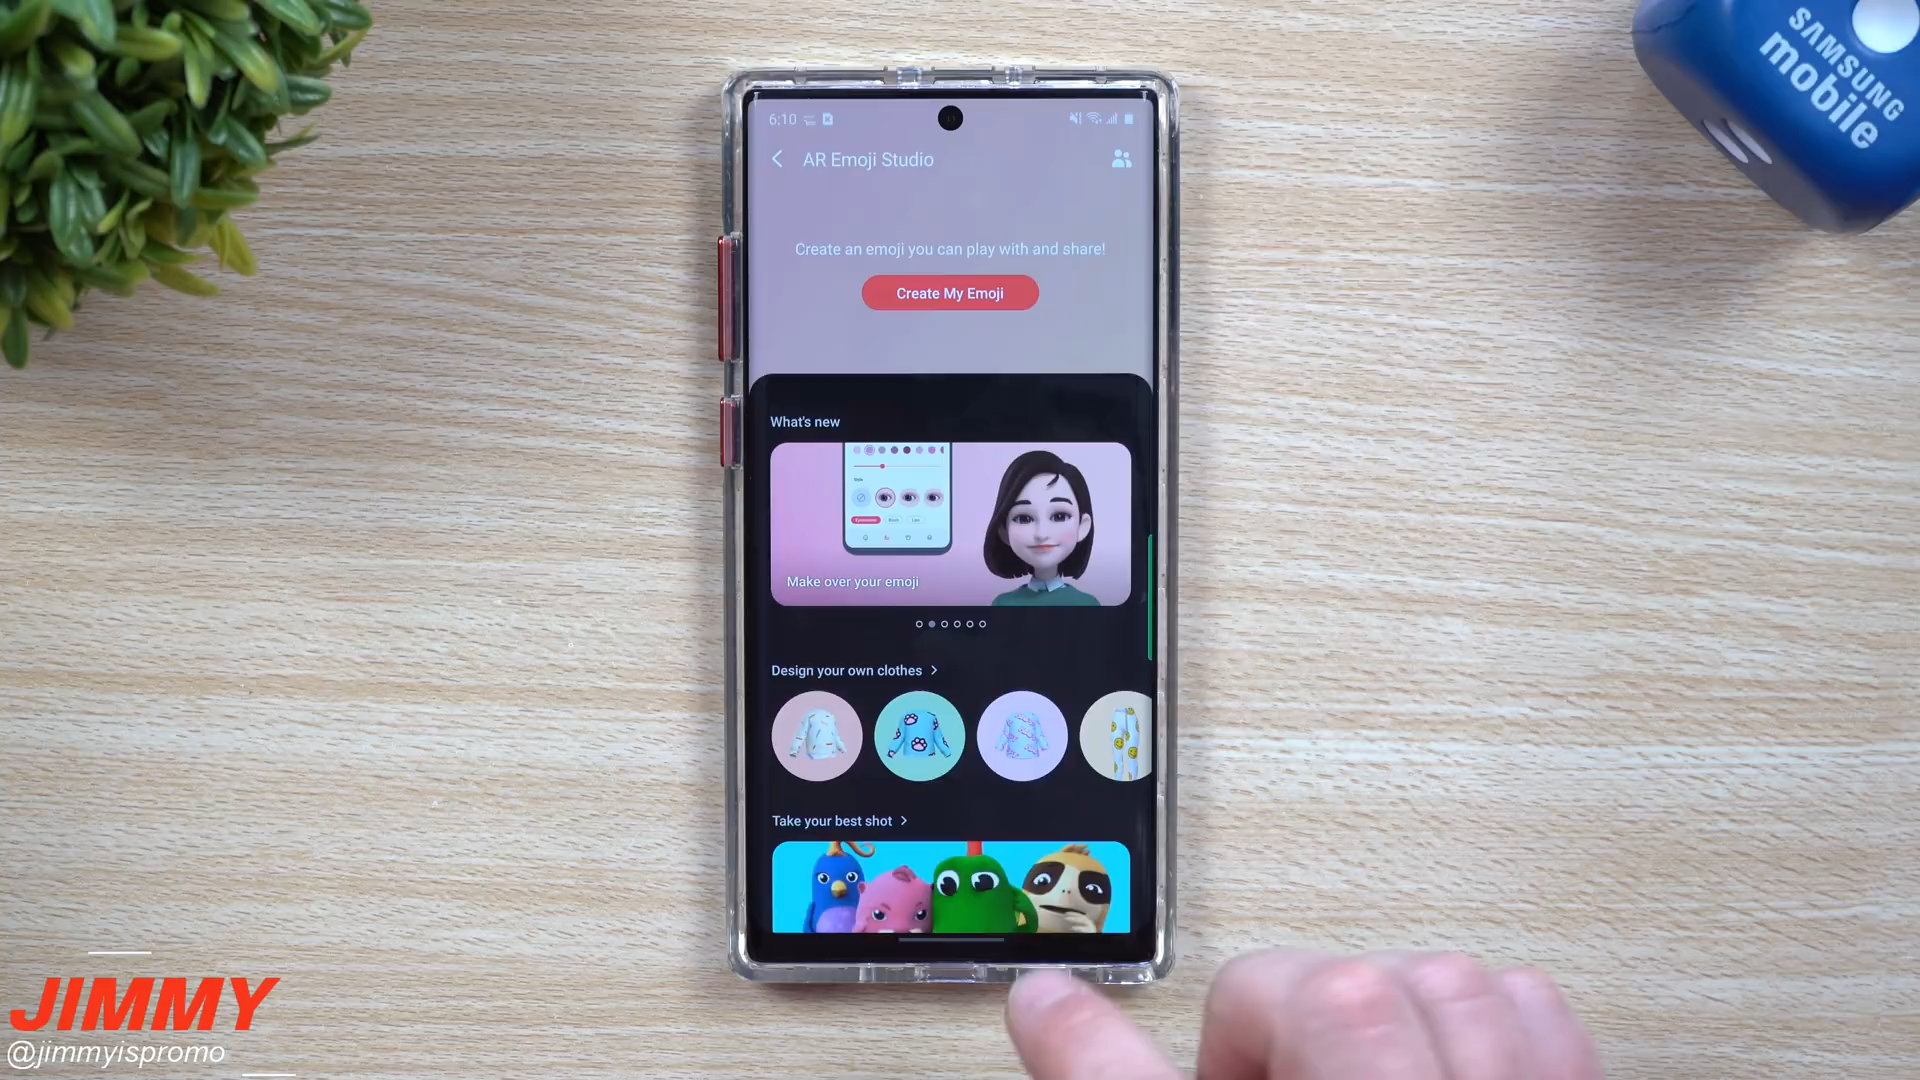 SAMSUNG
mobile
6:10
AR Emoji Studio
Create an emoji you can play with and share!
Create My Emoji
What's new
Style
Make over your emoji
Design your own clothes
Take your best shot
JIMMY
@jimmyispromo